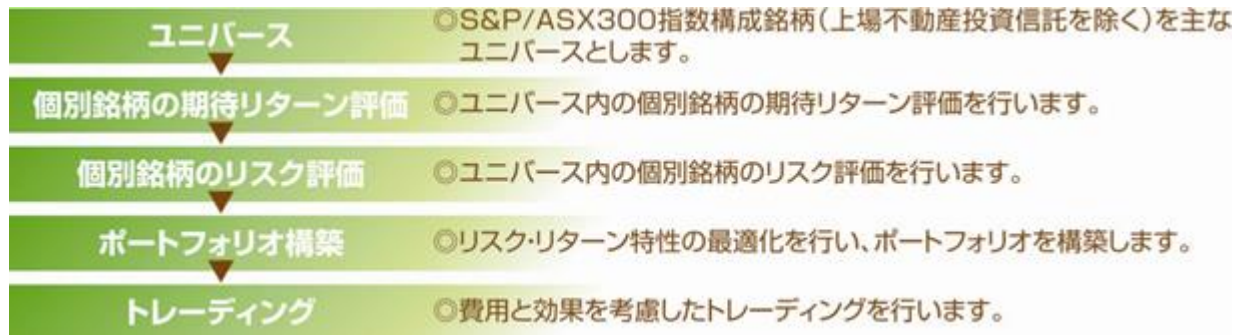 ユニバース
◎S&P/ASX300指数構成銘柄(上場不動産投資信託を除く)を主な
ユニバースとします。
個別銘柄の期待リターン評価
◎ユニバース内の個別銘柄の期待リターン評価を行います。
個別銘柄のリスク評価
◎ユニバース内の個別銘柄のリスク評価を行います。
ポートフォリオ構築
◎リスク・リターン特性の最適化を行い、ポートフォリオを構築します。
トレーディング
◎費用と効果を考慮したトレーディングを行います。